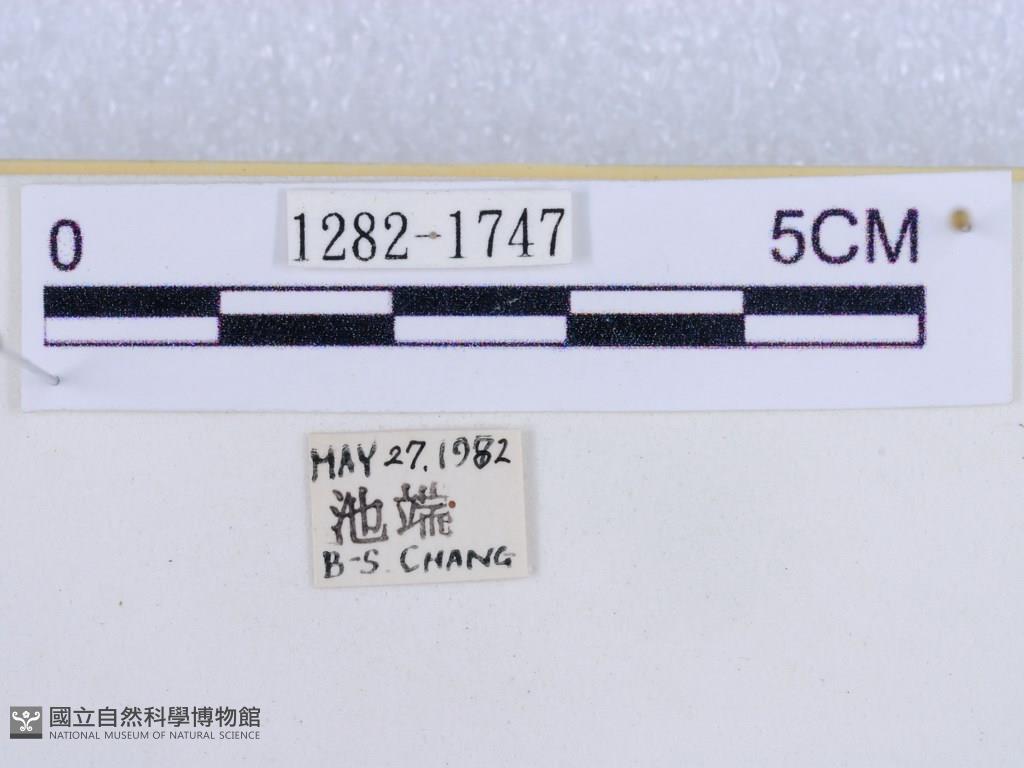 0
1282-1747
5CM
MAY 27.1982
池端
B-S. CHANG
國立自然科學博物館
NATIONAL MUSEUM OF NATURAL SCIENCE